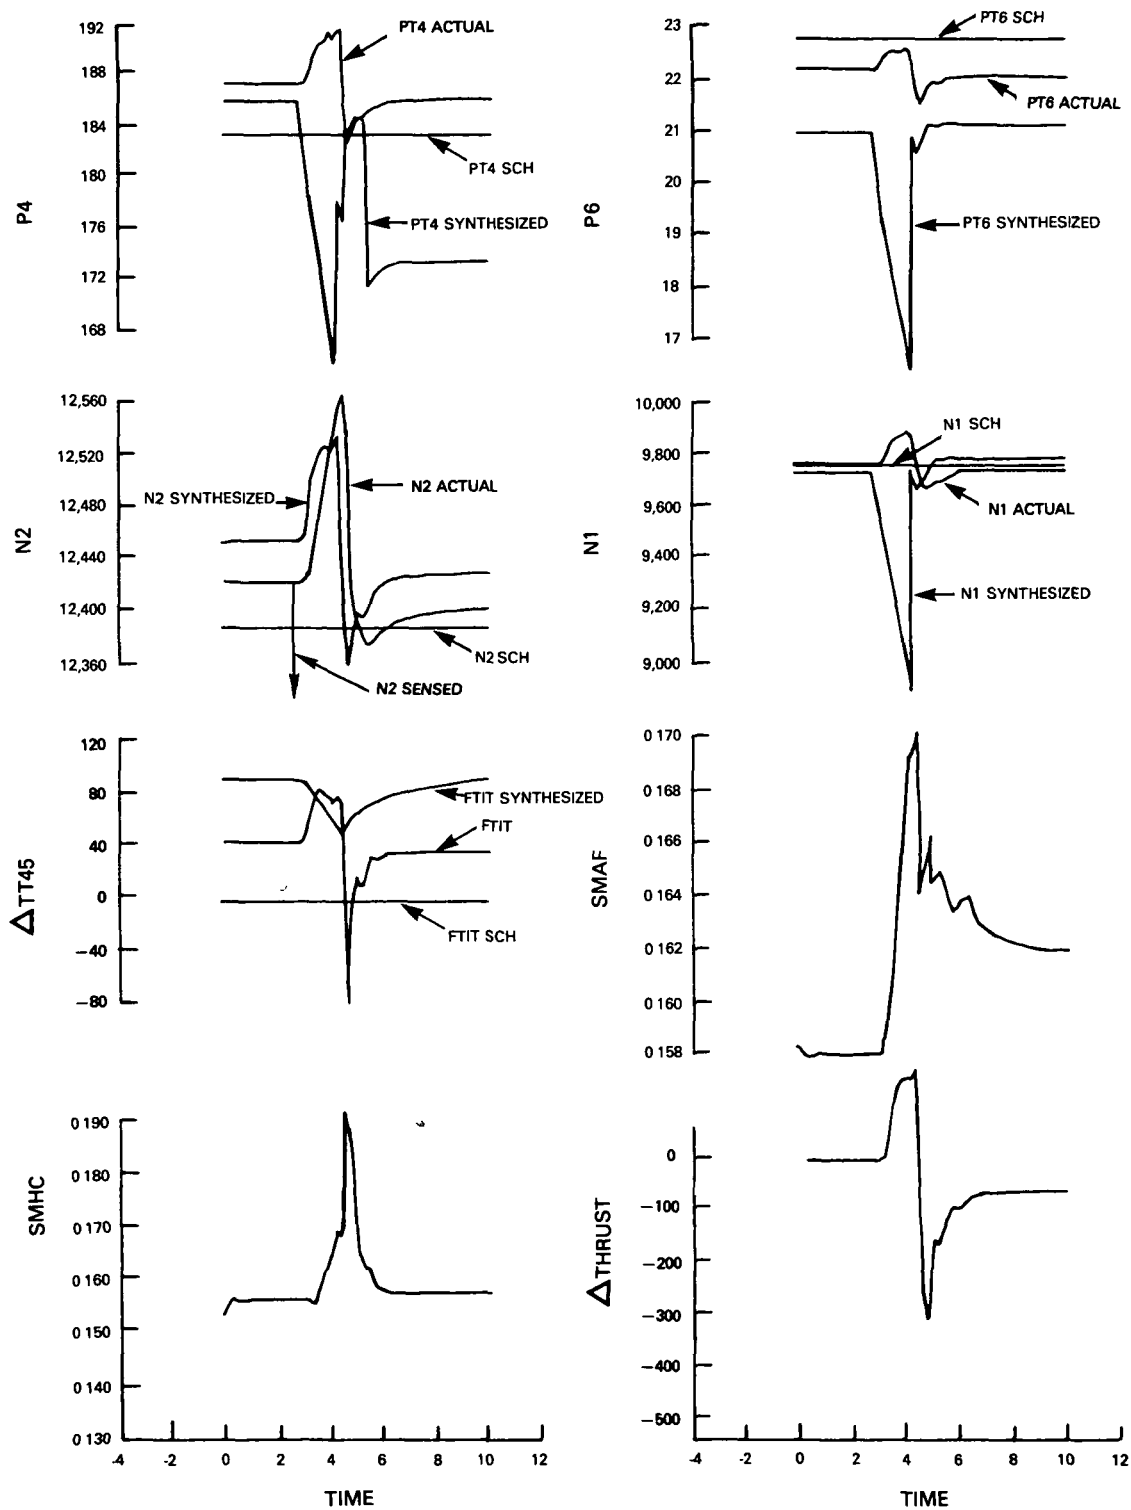 192
188
184
180
176
172
168
P4
PT4 ACTUAL
PT4 SCH
PT4 SYNTHESIZED
23
22
21
20
19
18
17
P6
PT6 SCH
PT6 ACTUAL
PT6 SYNTHESIZED
12,560
12,520
12,480
12,440
12,400
12,360
N2
N2 SYNTHESIZED
N2 ACTUAL
N2 SCH
N2 SENSED
10,000
9,800
9,600
9,400
9,200
9,000
N1
N1 SCH
N1 ACTUAL
N1 SYNTHESIZED
120
80
40
0
-40
-80
ΔTT45
FTIT SYNTHESIZED
FTIT
FTIT SCH
0 170
0 168
0 166
0 164
0 162
0 160
0 158
SMAF
0 190
0 180
0 170
0 160
0 150
0 140
0 130
SMHC
-4 -2 0 2 4 6 8 10 12
TIME
0
-100
-200
-300
-400
-500
ΔTHRUST
-4 -2 0 2 4 6 8 10 12
TIME